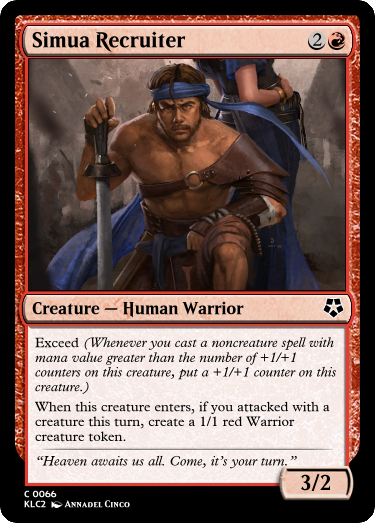 Simua Recruiter 2
Creature — Human Warrior
Exceed (Whenever you cast a noncreature spell with
mana value greater than the number of +1/+1
counters on this creature, put a +1/+1 counter on this
creature.)
When this creature enters, if you attacked with a
creature this turn, create a 1/1 red Warrior
creature token.
“Heaven awaits us all. Come, it’s your turn.”
3/2
C 0066
KLC2 Annadel Cinco